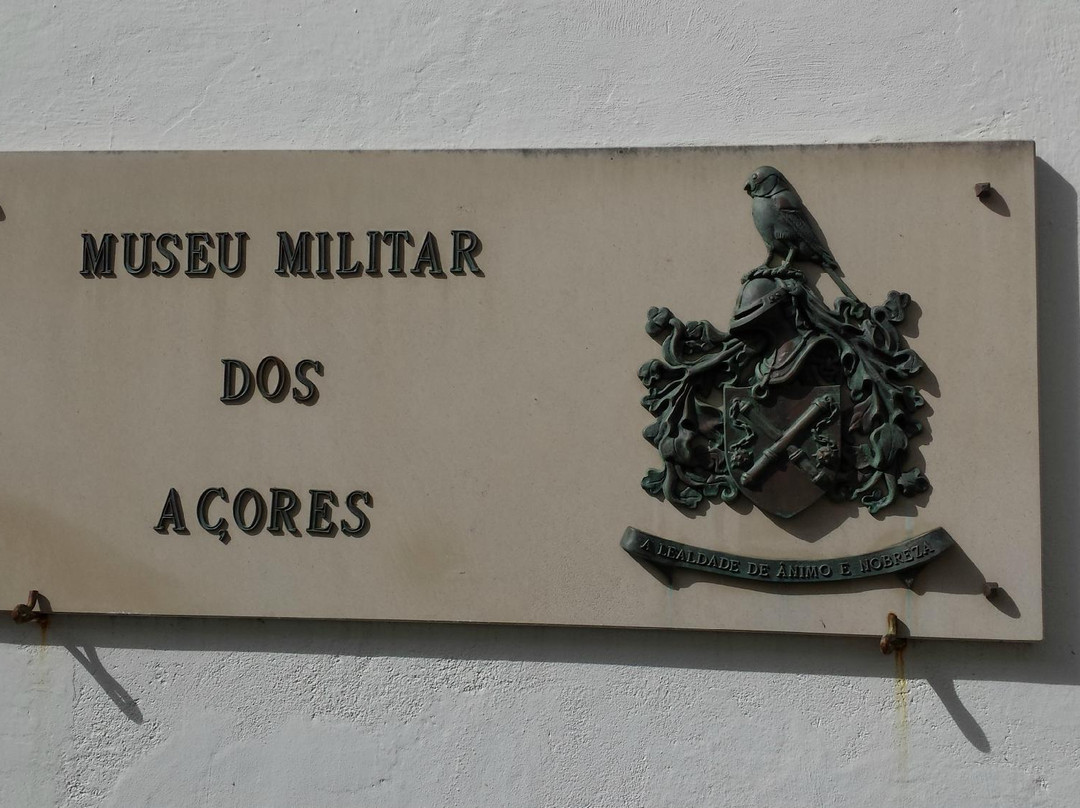 MUSEU MILITAR
DOS
AÇORES
A LEALDADE DE ÂNIMO E NOBREZA